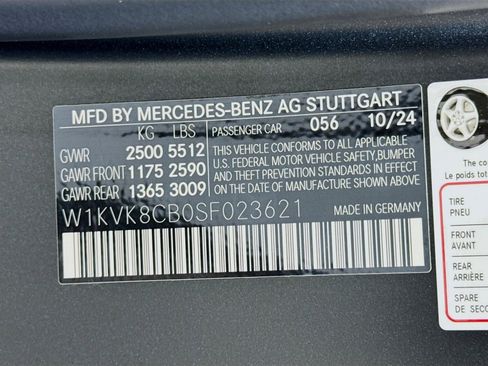 MFD BY MERCEDES-BENZ AG STUTTGART
KG LBS PASSENGER CAR 056 10/24
GVWR 2500 5512
GAWR FRONT 1175 2590
GAWR REAR 1365 3009
THIS VEHICLE CONFORMS TO ALL APPLICABLE
U.S. FEDERAL MOTOR VEHICLE SAFETY,BUMPER
AND THEFT PREVENTION STANDARDS IN EFFECT
ON THE DATE OF MANUFACTURE SHOWN ABOVE.
W1KVK8CB0SF023621 MADE IN GERMANY
The
Le poids tot
TIRE
PNEU
FRONT
AVANT
REAR
ARRIÈRE
SPARE
DE